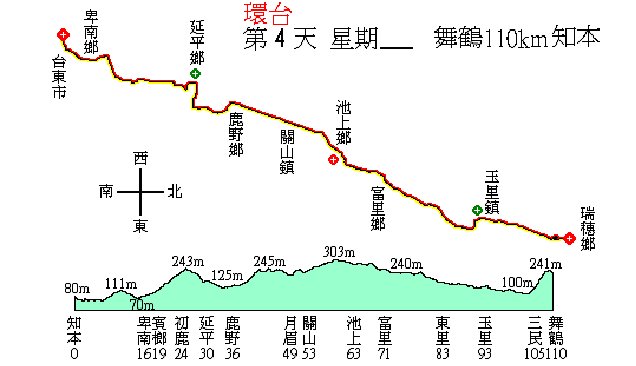 環台
第 4 天 星期__ 舞鶴110km知本
卑南鄉
延平鄉
台東市
鹿野鄉
關山鎮
池上鄉
富里鄉
玉里鎮
瑞穗鄉
西
南 北
東
80m 111m 70m 243m 125m 245m 303m 240m 100m 241m
知本 卑南 賓榔 初鹿 延平 鹿野 月眉 關山 池上 富里 東里 玉里 三民 舞鶴
0 16 19 24 30 36 49 53 63 71 83 93 105 110